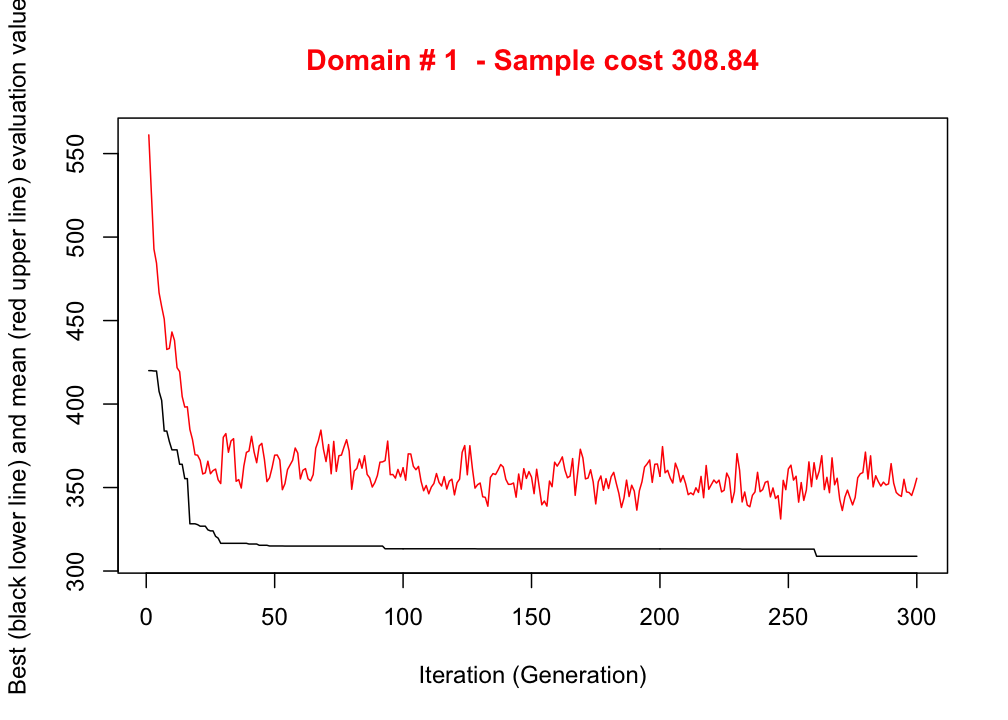 Domain # 1  - Sample cost 308.84
Best (black lower line) and mean (red upper line) evaluation value
550
500
450
400
350
300
0 50 100 150 200 250 300
Iteration (Generation)